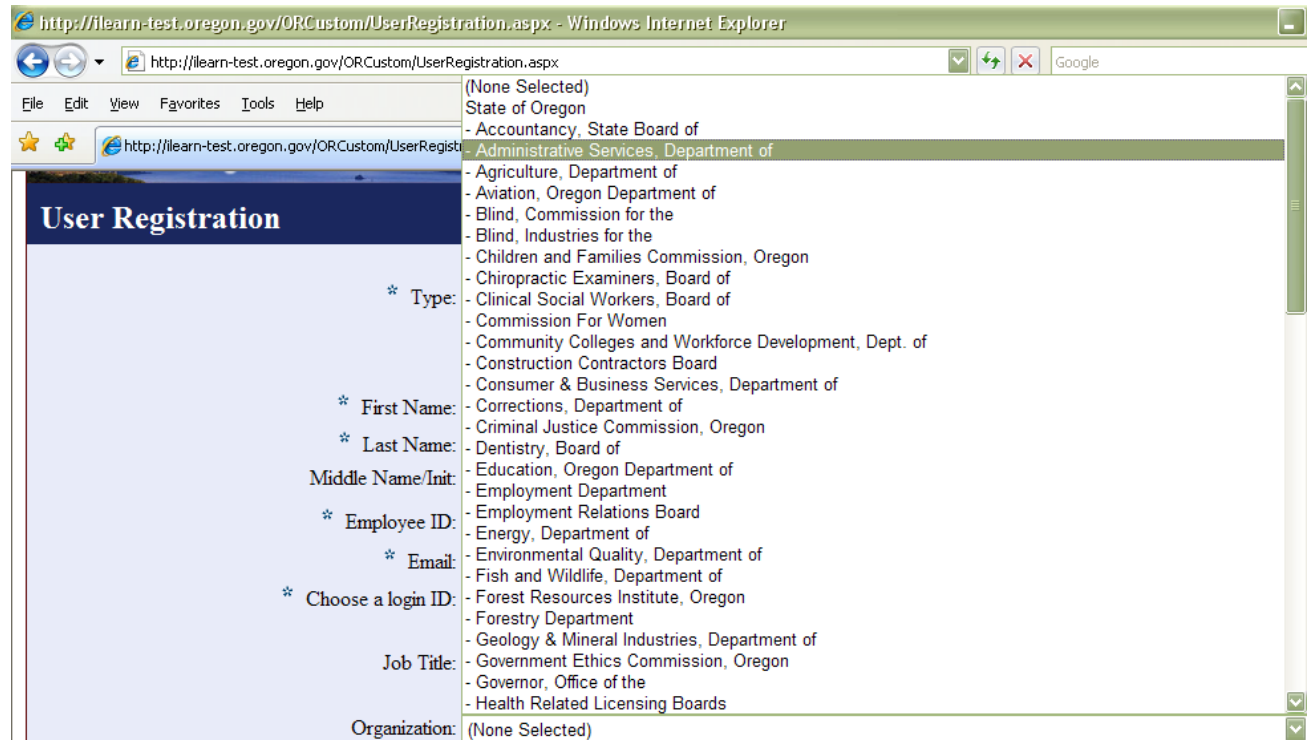 http://ilearn-test.oregon.gov/ORCustom/UserRegistration.aspx - Windows Internet Explorer
http://ilearn-test.oregon.gov/ORCustom/UserRegistration.aspx
Google
File Edit View Favorites Tools Help
http://ilearn-test.oregon.gov/ORCustom/UserRegistr
(None Selected)
State of Oregon
- Accountancy, State Board of
- Administrative Services, Department of
- Agriculture, Department of
- Aviation, Oregon Department of
- Blind, Commission for the
- Blind, Industries for the
- Children and Families Commission, Oregon
- Chiropractic Examiners, Board of
- Clinical Social Workers, Board of
- Commission For Women
- Community Colleges and Workforce Development, Dept. of
- Construction Contractors Board
- Consumer & Business Services, Department of
- Corrections, Department of
- Criminal Justice Commission, Oregon
- Dentistry, Board of
- Education, Oregon Department of
- Employment Department
- Employment Relations Board
- Energy, Department of
- Environmental Quality, Department of
- Fish and Wildlife, Department of
- Forest Resources Institute, Oregon
- Forestry Department
- Geology & Mineral Industries, Department of
- Government Ethics Commission, Oregon
- Governor, Office of the
- Health Related Licensing Boards
User Registration
* Type:
* First Name:
* Last Name:
Middle Name/Init:
* Employee ID:
* Email:
* Choose a login ID:
Job Title:
Organization: (None Selected)